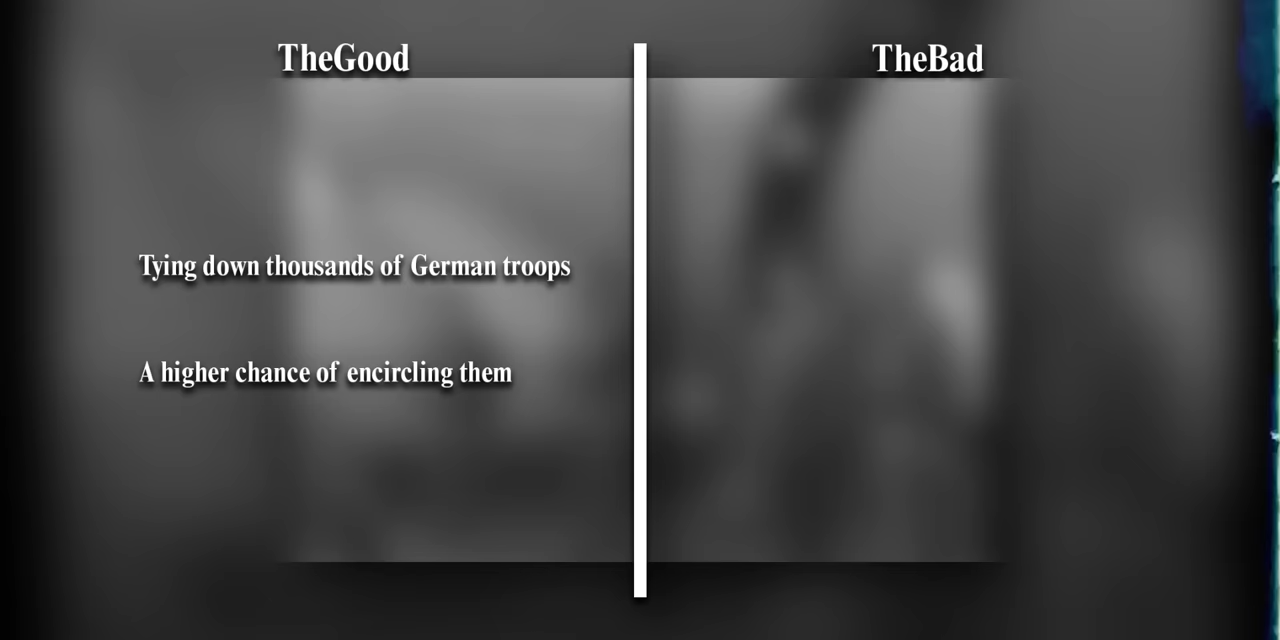 TheGood
TheBad
Tying down thousands of German troops
A higher chance of encircling them